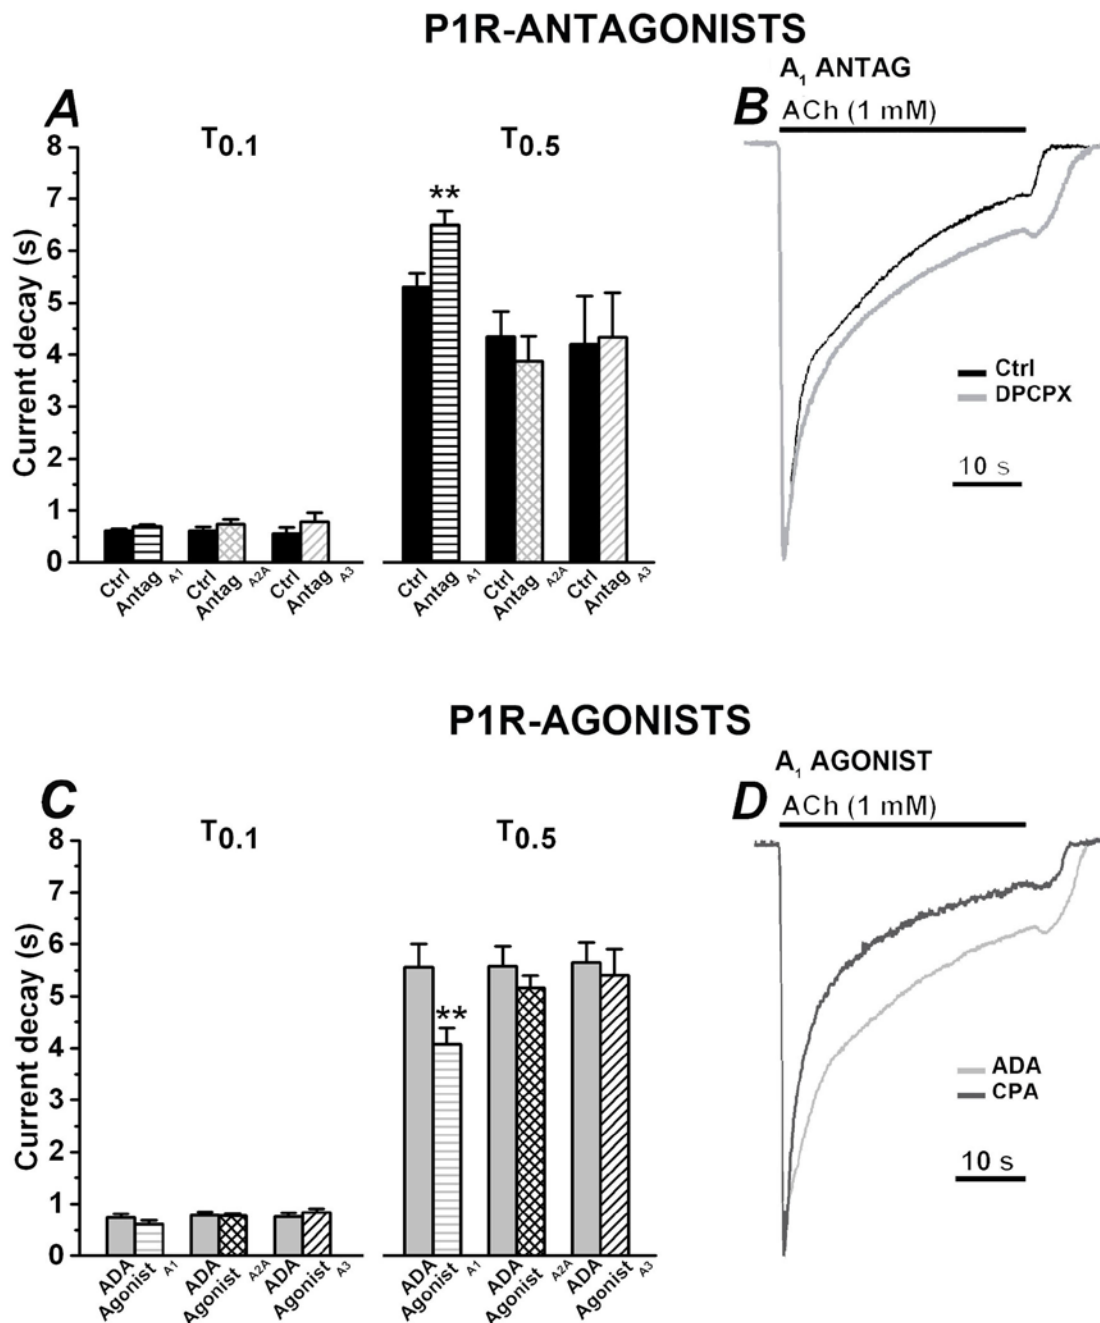 P1R-ANTAGONISTS
A
T0.1
T0.5
Current decay (s)
8
7
6
5
4
3
2
1
0
**
Ctrl
Antag
A1
Ctrl
Antag
A2A
Ctrl
Antag
A3
Ctrl
Antag
A1
Ctrl
Antag
A2A
Ctrl
Antag
A3
A1 ANTAG
B
ACh (1 mM)
Ctrl
DPCPX
10 s
P1R-AGONISTS
C
T0.1
T0.5
Current decay (s)
8
7
6
5
4
3
2
1
0
**
ADA
Agonist
A1
ADA
Agonist
A2A
ADA
Agonist
A3
ADA
Agonist
A1
ADA
Agonist
A2A
ADA
Agonist
A3
A1 AGONIST
D
ACh (1 mM)
ADA
CPA
10 s